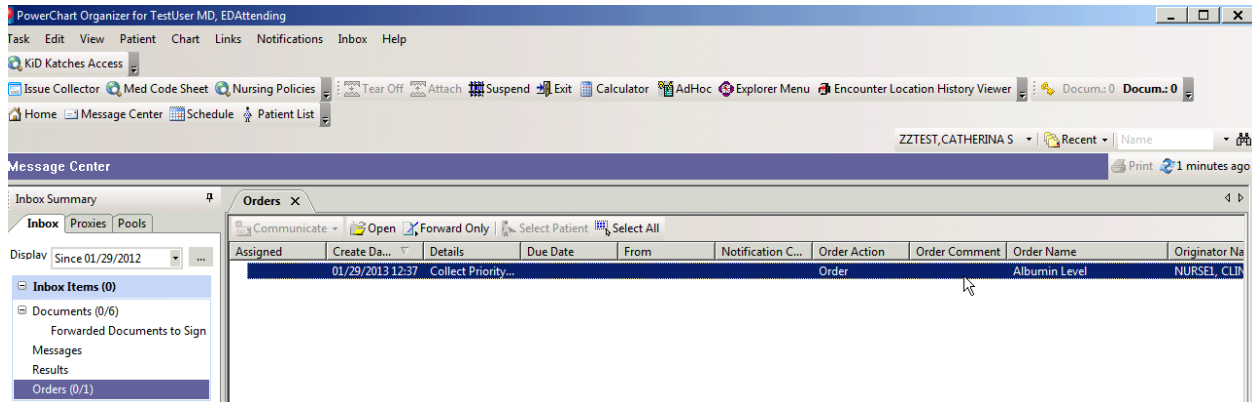 PowerChart Organizer for TestUser MD, EDAttending
Task Edit View Patient Chart Links Notifications Inbox Help
KiD Katches Access
Issue Collector Med Code Sheet Nursing Policies Tear Off Attach Suspend Exit Calculator AdHoc Explorer Menu Encounter Location History Viewer Docum.: 0 Docum.: 0
Home Message Center Schedule Patient List
ZZTEST, CATHERINA S Recent Name
Message Center Print 1 minutes ago
Inbox Summary Orders X
Inbox Proxies Pools Communicate Open Forward Only Select Patient Select All
Display Since 01/29/2012 ... Assigned Create Da... Details Due Date From Notification C... Order Action Order Comment Order Name Originator Na
01/29/2013 12:37 Collect Priority... Order Albumin Level NURSE1, CLIN
Inbox Items (0)
Documents (0/6)
Forwarded Documents to Sign
Messages
Results
Orders (0/1)